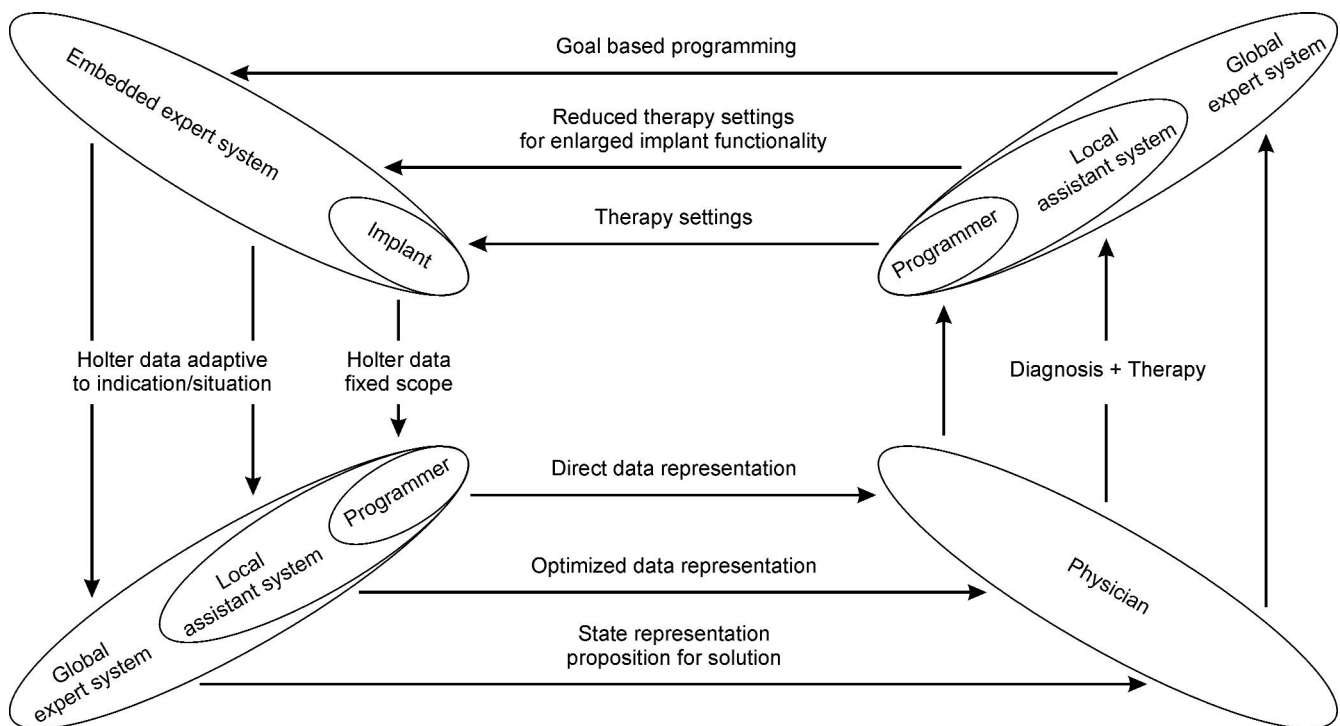 Goal based programming
Embedded expert system
Global
expert system
Reduced therapy settings
for enlarged implant functionality
Local
assistant system
Therapy settings
Implant
Programmer
Holter data adaptive
to indication/situation
Holter data
fixed scope
Diagnosis + Therapy
Programmer
Direct data representation
Local
assistant system
Optimized data representation
Physician
Global
expert system
State representation
proposition for solution